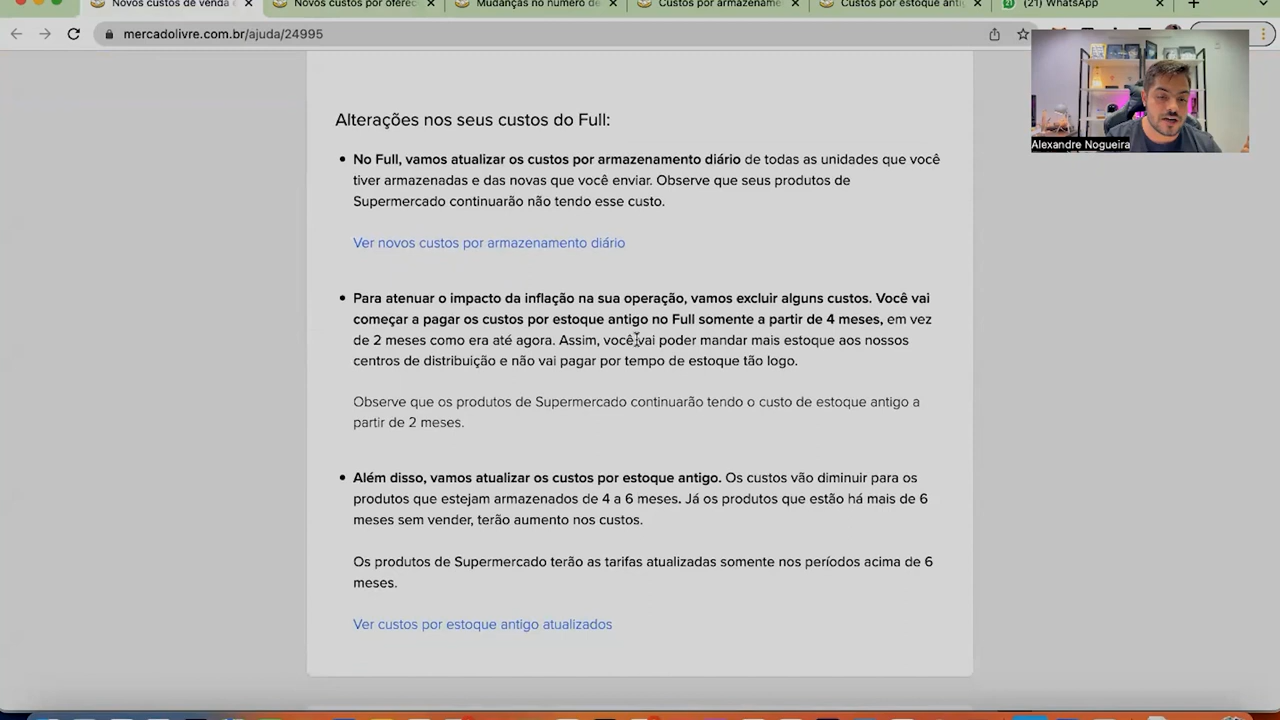 Novos custos de venda
Novos custos por oferec
Mudanças no número de
Custos por armazename
Custos por estoque anti
(21) WhatsApp
mercadolivre.com.br/ajuda/24995
Alexandre Nogueira
Alterações nos seus custos do Full:
• No Full, vamos atualizar os custos por armazenamento diário de todas as unidades que você
tiver armazenadas e das novas que você enviar. Observe que seus produtos de
Supermercado continuarão não tendo esse custo.
Ver novos custos por armazenamento diário
• Para atenuar o impacto da inflação na sua operação, vamos excluir alguns custos. Você vai
começar a pagar os custos por estoque antigo no Full somente a partir de 4 meses, em vez
de 2 meses como era até agora. Assim, você vai poder mandar mais estoque aos nossos
centros de distribuição e não vai pagar por tempo de estoque tão logo.
Observe que os produtos de Supermercado continuarão tendo o custo de estoque antigo a
partir de 2 meses.
• Além disso, vamos atualizar os custos por estoque antigo. Os custos vão diminuir para os
produtos que estejam armazenados de 4 a 6 meses. Já os produtos que estão há mais de 6
meses sem vender, terão aumento nos custos.
Os produtos de Supermercado terão as tarifas atualizadas somente nos períodos acima de 6
meses.
Ver custos por estoque antigo atualizados